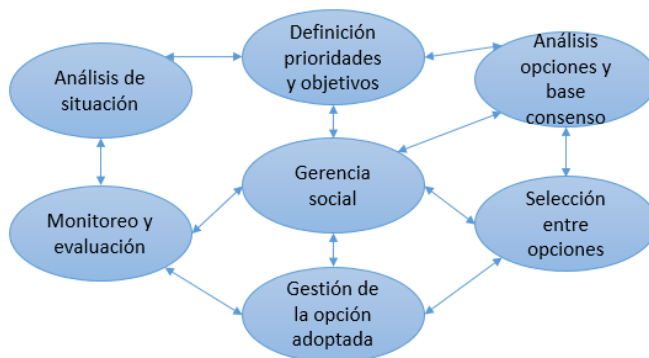 Definición
prioridades
y objetivos
Análisis
opciones y
base
consenso
Análisis de
situación
Gerencia
social
Monitoreo y
evaluación
Selección
entre
opciones
Gestión de
la opción
adoptada